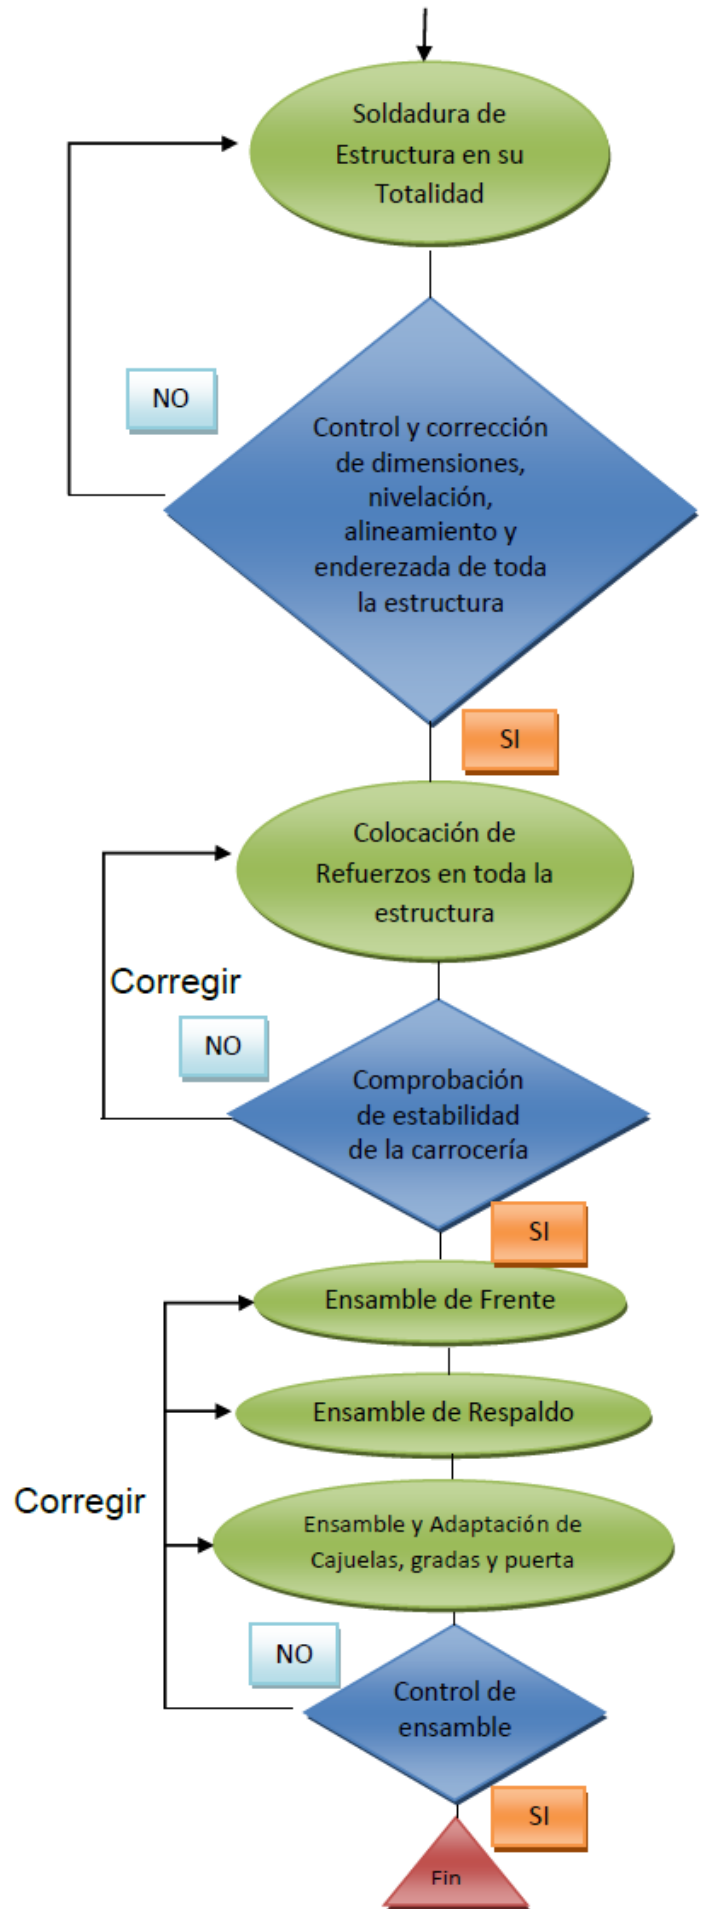 Soldadura de
Estructura en su
Totalidad
NO
Control y corrección
de dimensiones,
nivelación,
alineamiento y
enderezada de toda
la estructura
SI
Colocación de
Refuerzos en toda la
estructura
Corregir
NO
Comprobación
de estabilidad
de la carrocería
SI
Ensamble de Frente
Ensamble de Respaldo
Corregir
Ensamble y Adaptación de
Cajuelas, gradas y puerta
NO
Control de
ensamble
SI
Fin